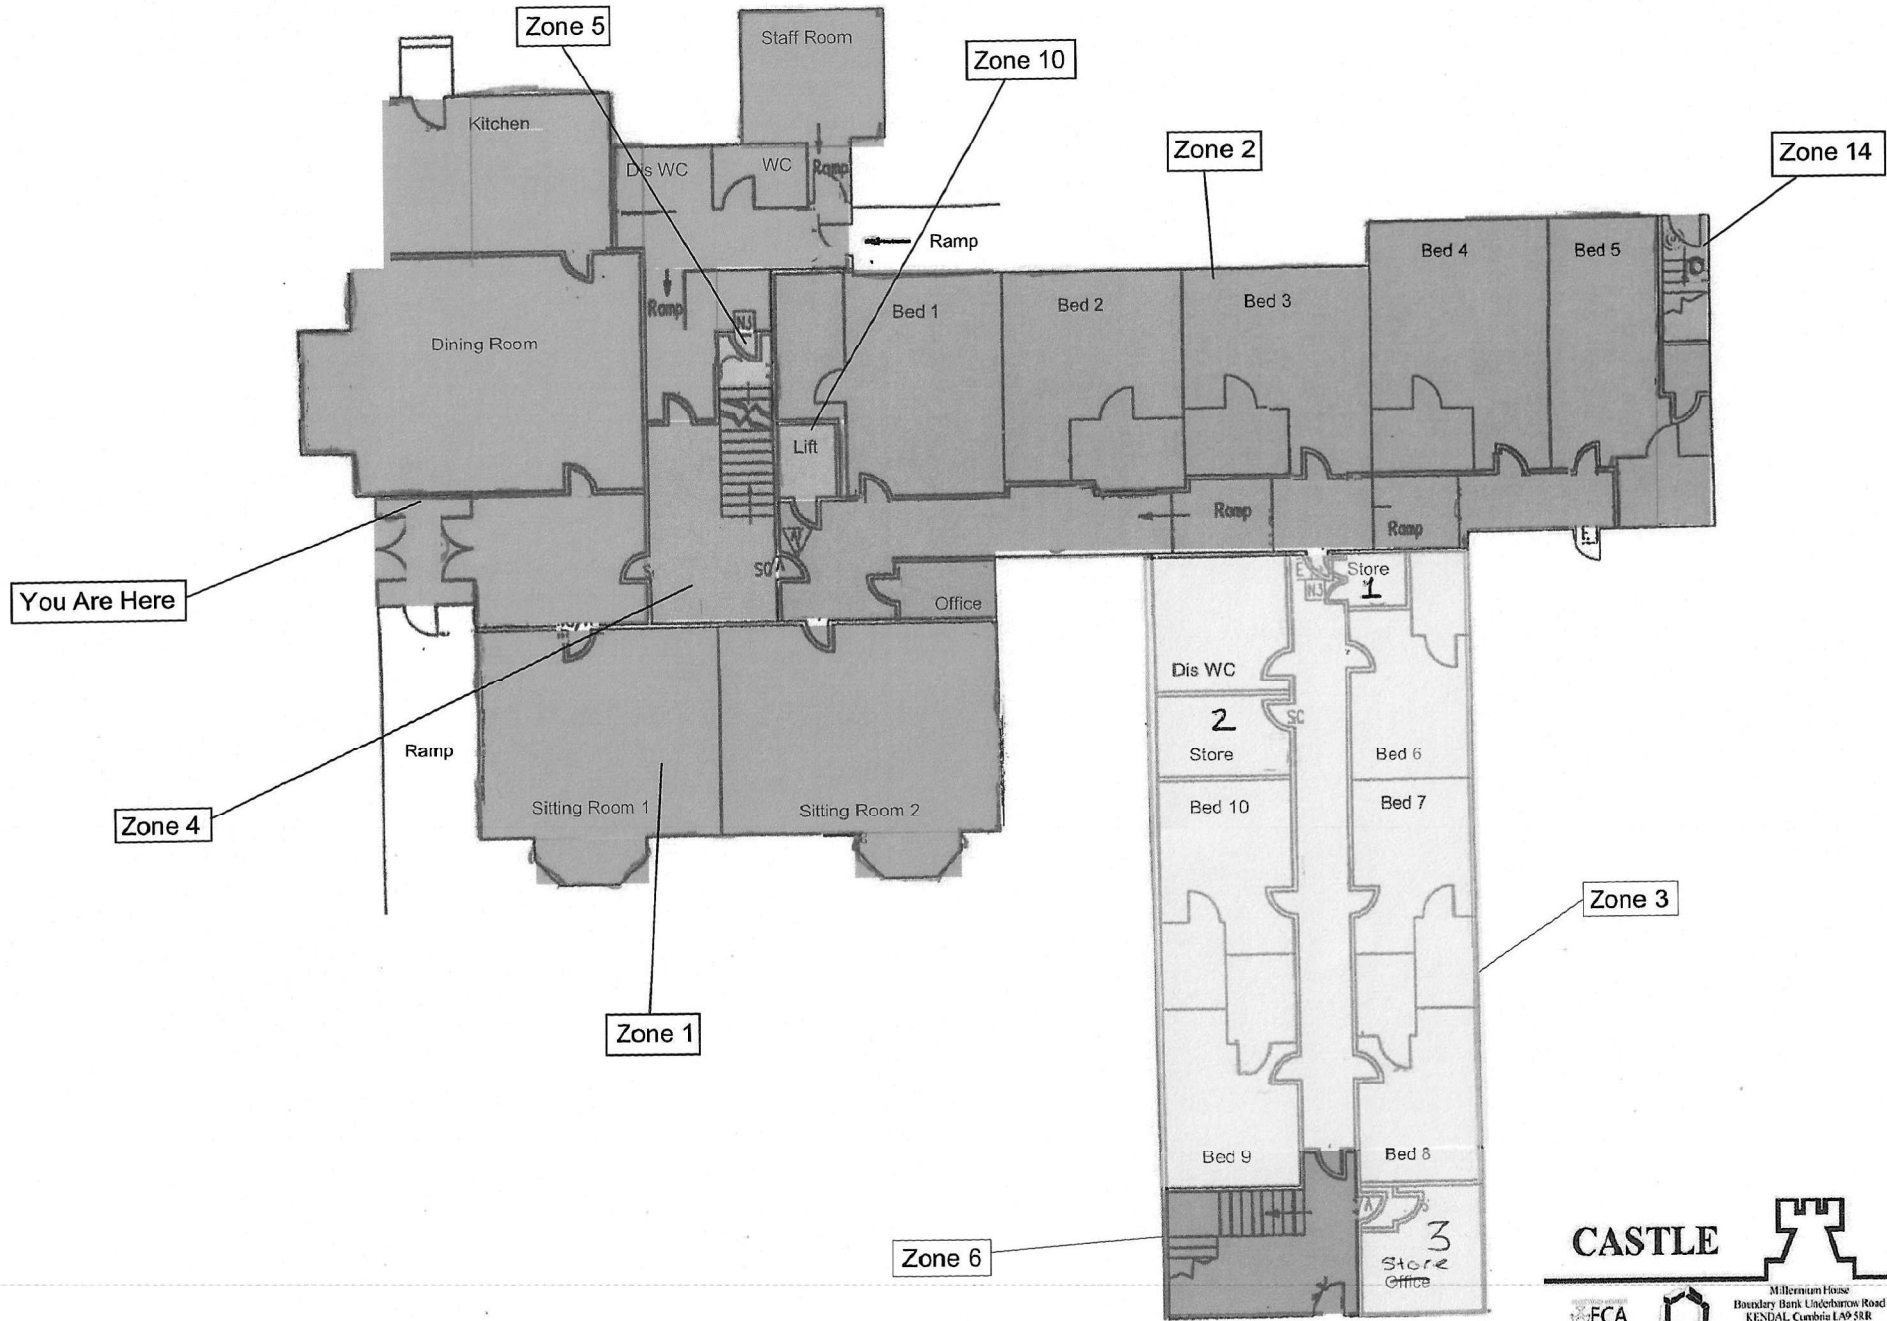 Zone 5
Staff Room
Zone 10
Kitchen
Zone 2
Zone 14
Dis WC
WC
Ramp
Ramp
Bed 4
Bed 5
Ramp
Bed 1
Bed 2
Bed 3
N3
Dining Room
Lift
Ramp
Ramp
E
You Are Here
Office
E
Store
1
N3
Dis WC
2
SC
Store
Bed 6
Ramp
Sitting Room 1
Sitting Room 2
Bed 10
Bed 7
Zone 4
Zone 3
Zone 1
Bed 9
Bed 8
3
Store
Office
Zone 6
CASTLE
Millennium House
Boundary Bank Underbarrow Road
KENDAL Cumbria LA9 5RR
ECA